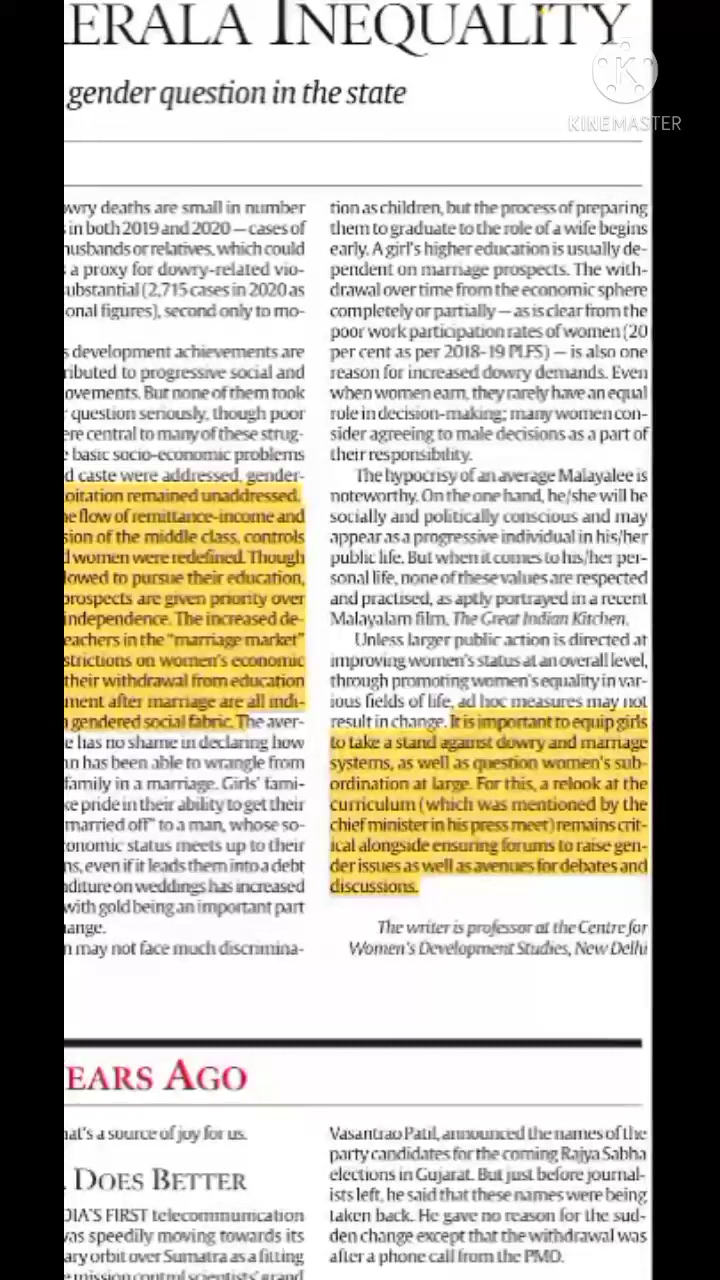 ERALA INEQUALITY
gender question in the state
KINEMASTER
wry deaths are small in number
in both 2019 and 2020 — cases of
husbands or relatives, which could
a proxy for dowry-related vio-
ubstantial (2,715 cases in 2020 as
onal figures), second only to mo-
s development achievements are
ributed to progressive social and
ovements. But none of them took
question seriously, though poor
ere central to many of these strug-
basic socio-economic problems
d caste were addressed, gender-
oitation remained unaddressed.
e flow of remittance-income and
sion of the middle class, controls
d women were redefined. Though
lowed to pursue their education,
prospects are given priority over
independence. The increased de-
eachers in the "marriage market"
strictions on women's economic
their withdrawal from education
ment after marriage are all indi-
gendered social fabric. The aver-
e has no shame in declaring how
n has been able to wrangle from
family in a marriage. Girls' fami-
ke pride in their ability to get their
married off" to a man, whose so-
onomic status meets up to their
ns, even if it leads them into a debt
diture on weddings has increased
with gold being an important part
ange.
n may not face much discrimina-
tion as children, but the process of preparing
them to graduate to the role of a wife begins
early. A girl's higher education is usually de-
pendent on marriage prospects. The with-
drawal over time from the economic sphere
completely or partially — as is clear from the
poor work participation rates of women (20
per cent as per 2018-19 PLFS) — is also one
reason for increased dowry demands. Even
when women earn, they rarely have an equal
role in decision-making; many women con-
sider agreeing to male decisions as a part of
their responsibility.
The hypocrisy of an average Malayalee is
noteworthy. On the one hand, he/she will be
socially and politically conscious and may
appear as a progressive individual in his/her
public life. But when it comes to his/her per-
sonal life, none of these values are respected
and practised, as aptly portrayed in a recent
Malayalam film, The Great Indian Kitchen.
Unless larger public action is directed at
improving women's status at an overall level,
through promoting women's equality in var-
ious fields of life, ad hoc measures may not
result in change. It is important to equip girls
to take a stand against dowry and marriage
systems, as well as question women's sub-
ordination at large. For this, a relook at the
curriculum (which was mentioned by the
chief minister in his press meet) remains crit-
ical alongside ensuring forums to raise gen-
der issues as well as avenues for debates and
discussions.
The writer is professor at the Centre for
Women's Development Studies, New Delhi
EARS AGO
hat's a source of joy for us.
DOES BETTER
DIA'S FIRST telecommunication
was speedily moving towards its
ary orbit over Sumatra as a fitting
e mission control scientists' grand
Vasantrao Patil, announced the names of the
party candidates for the coming Rajya Sabha
elections in Gujarat. But just before journal-
ists left, he said that these names were being
taken back. He gave no reason for the sud-
den change except that the withdrawal was
after a phone call from the PMO.